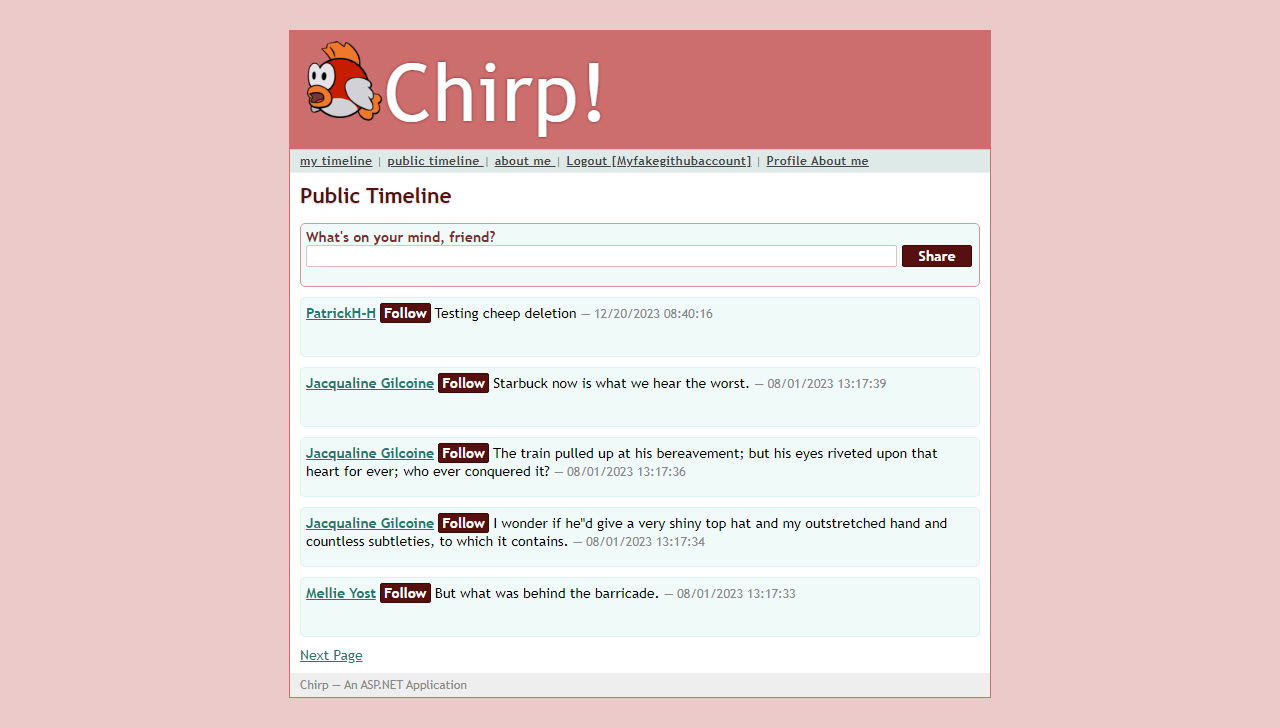 Chirp!
my timeline | public timeline | about me | Logout [Myfakegithubaccount] | Profile About me
Public Timeline
What's on your mind, friend?
Share
PatrickH-H Follow Testing cheep deletion — 12/20/2023 08:40:16
Jacqualine Gilcoine Follow Starbuck now is what we hear the worst. — 08/01/2023 13:17:39
Jacqualine Gilcoine Follow The train pulled up at his bereavement; but his eyes riveted upon that
heart for ever; who ever conquered it? — 08/01/2023 13:17:36
Jacqualine Gilcoine Follow I wonder if he"d give a very shiny top hat and my outstretched hand and
countless subtleties, to which it contains. — 08/01/2023 13:17:34
Mellie Yost Follow But what was behind the barricade. — 08/01/2023 13:17:33
Next Page
Chirp — An ASP.NET Application